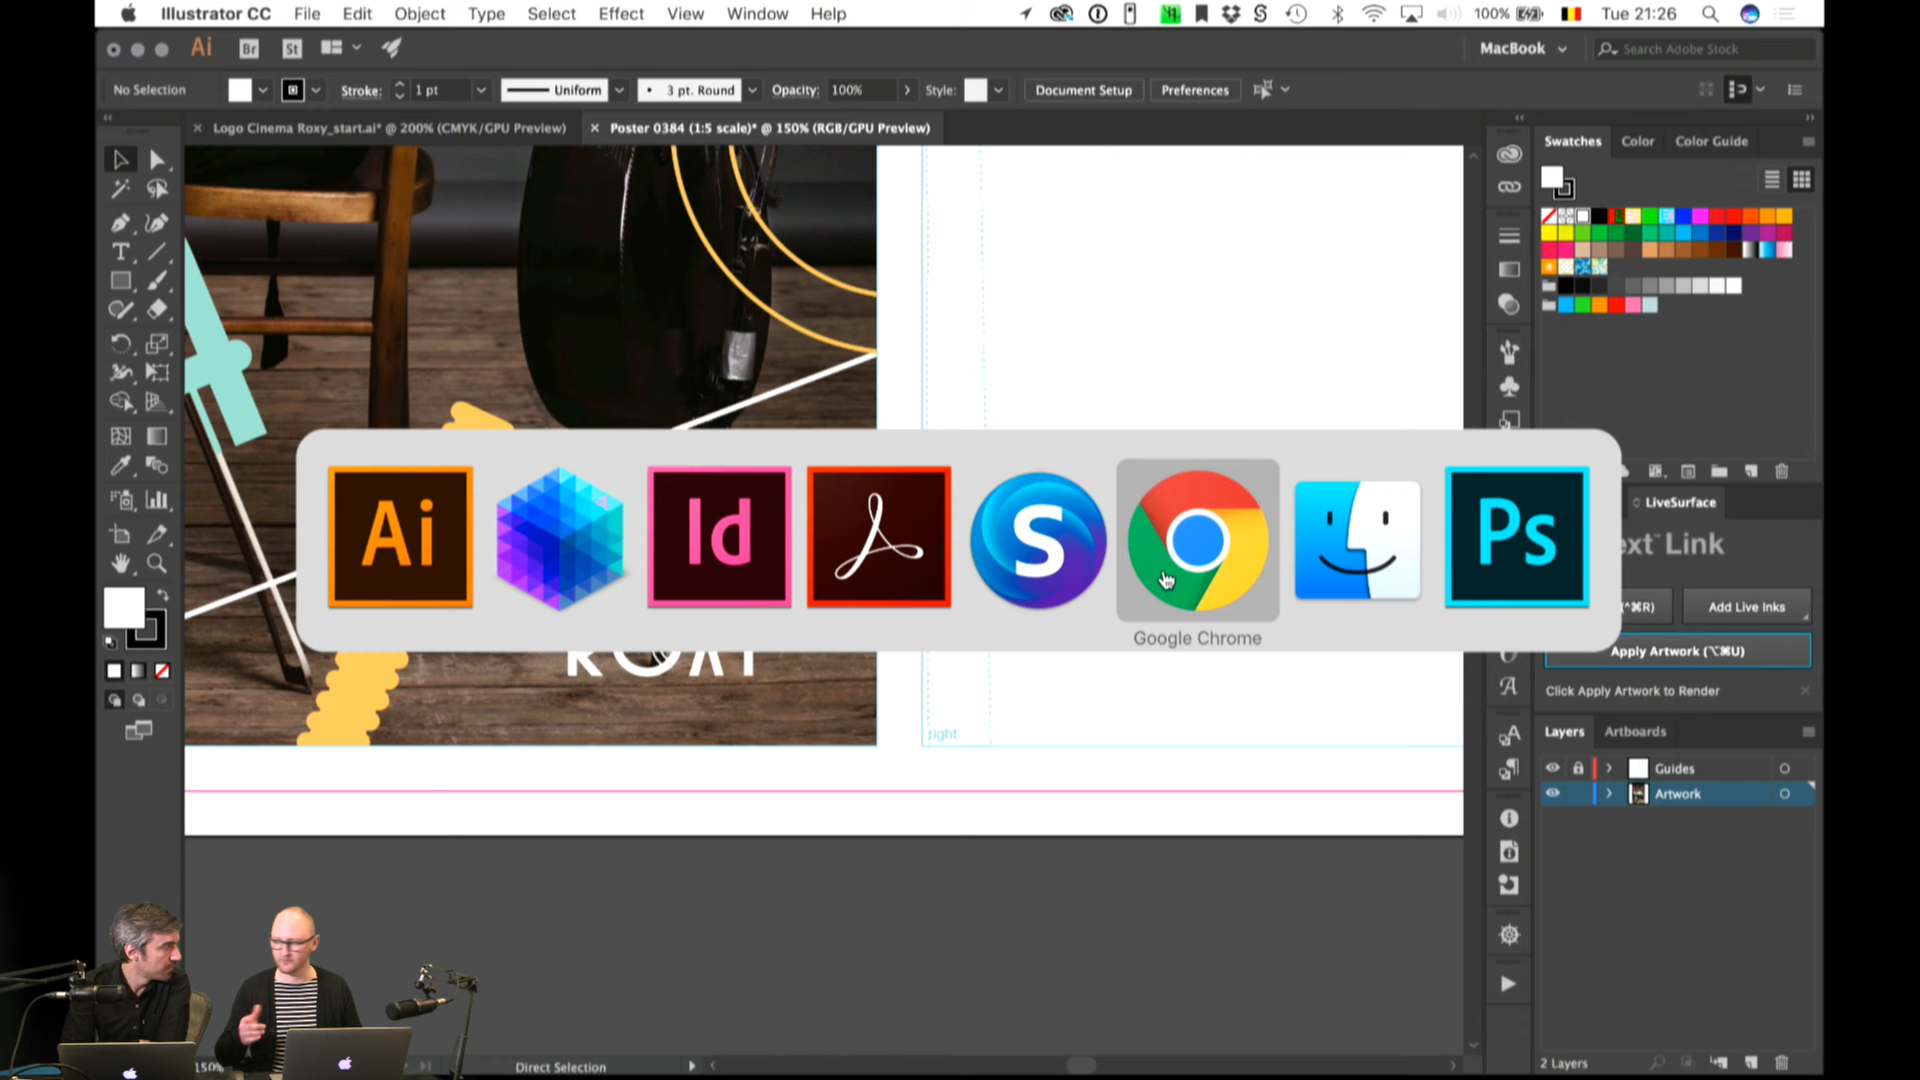 Illustrator CC File Edit Object Type Select Effect View Window Help
100% Tue 21:26
Ai Br St
MacBook Search Adobe Stock
No Selection Stroke: 1 pt Uniform 3 pt. Round Opacity: 100% Style: Document Setup Preferences
Logo Cinema Roxy_start.ai* @ 200% (CMYK/GPU Preview)
Poster 0384 (1:5 scale)* @ 150% (RGB/GPU Preview)
Swatches Color Color Guide
Ai Id S Ps
Google Chrome
LiveSurface
Link
(^⌘R) Add Live Inks
Apply Artwork (⌥⌘U)
Click Apply Artwork to Render
right
Layers Artboards
Guides
Artwork
150% Direct Selection
2 Layers